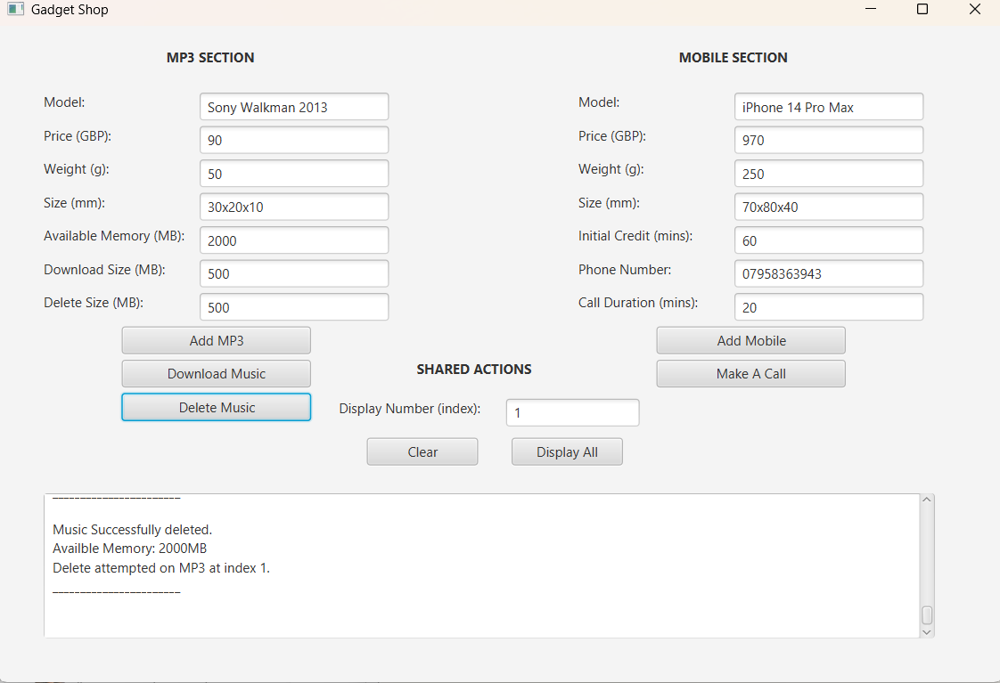 Gadget Shop
MP3 SECTION
Model:
Sony Walkman 2013
Price (GBP):
90
Weight (g):
50
Size (mm):
30x20x10
Available Memory (MB):
2000
Download Size (MB):
500
Delete Size (MB):
500
Add MP3
Download Music
Delete Music
MOBILE SECTION
Model:
iPhone 14 Pro Max
Price (GBP):
970
Weight (g):
250
Size (mm):
70x80x40
Initial Credit (mins):
60
Phone Number:
07958363943
Call Duration (mins):
20
Add Mobile
Make A Call
SHARED ACTIONS
Display Number (index):
1
Clear
Display All
------------------------
Music Successfully deleted.
Availble Memory: 2000MB
Delete attempted on MP3 at index 1.
------------------------